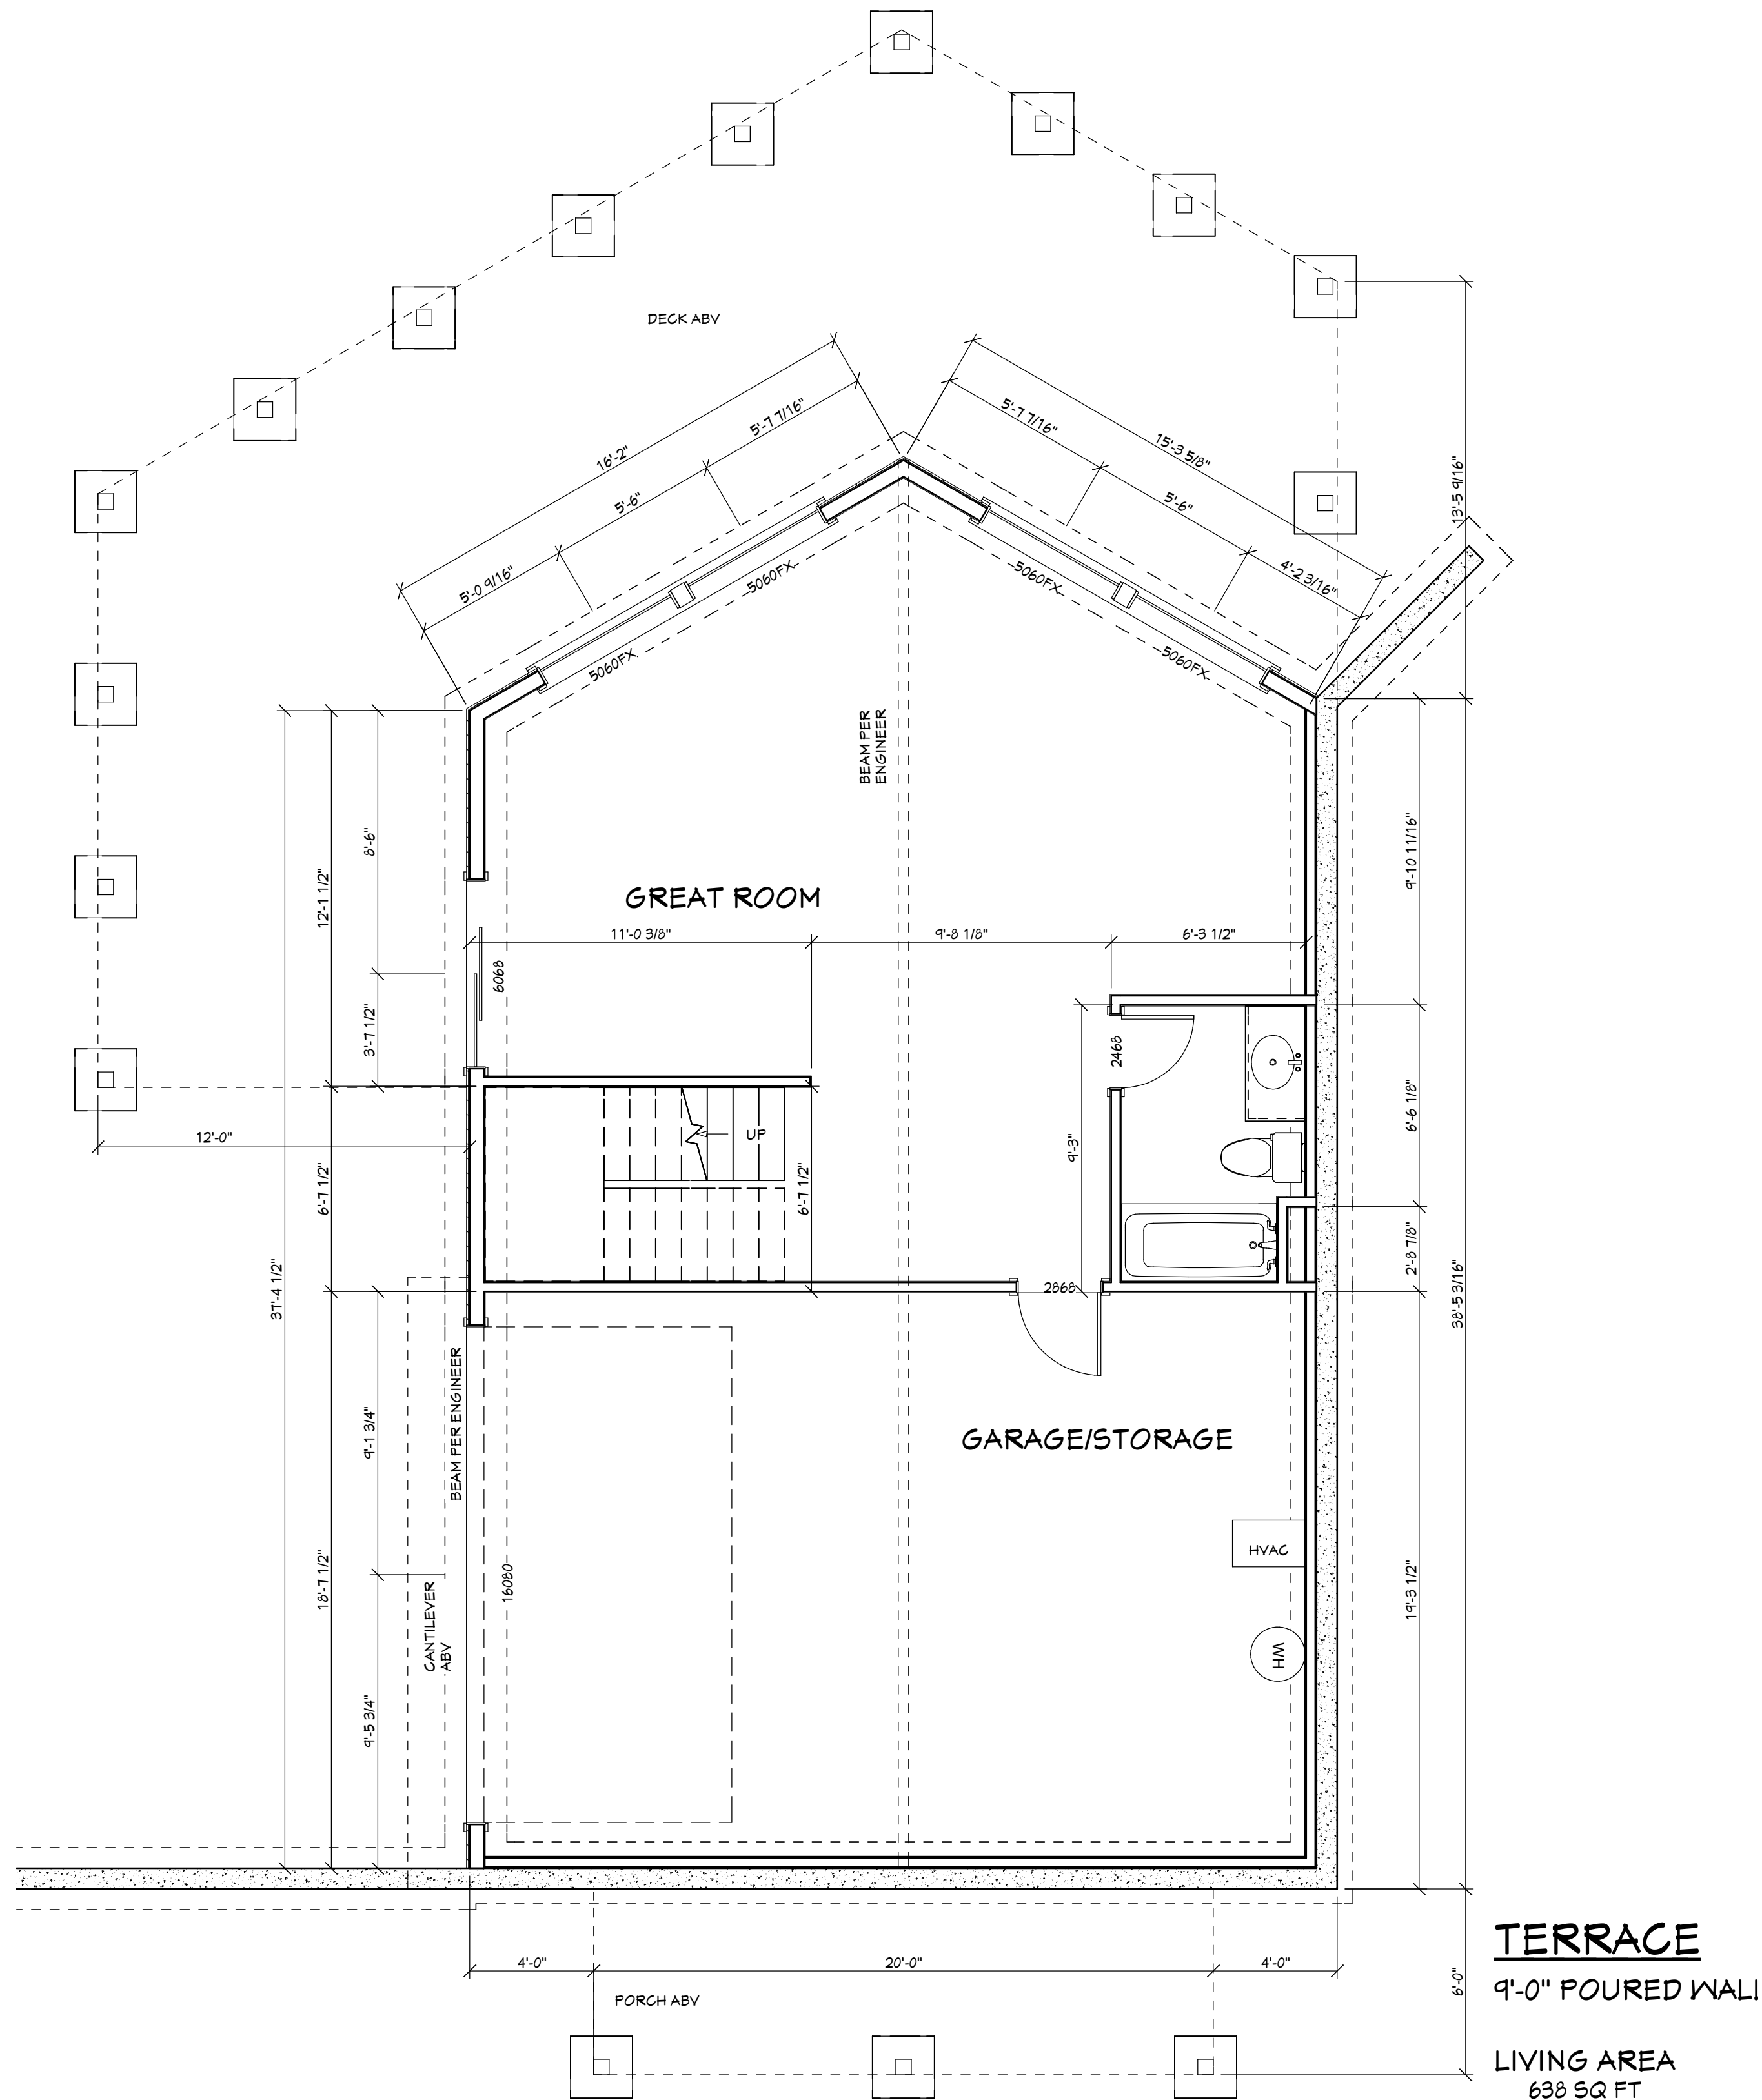 DECK ABV
16'-2"
5'-7 7/16"
5'-6"
5'-0 9/16"
5'-7 7/16"
15'-3 5/8"
5'-6"
4'-2 3/16"
13'-5 9/16"
5060FX
5060FX
5060FX
5060FX
BEAM PER
ENGINEER
8'-6"
12'-1 1/2"
9'-10 11/16"
GREAT ROOM
11'-0 3/8"
9'-8 1/8"
6'-3 1/2"
6068
3'-7 1/2"
2468
6'-6 1/8"
UP
12'-0"
9'-3"
6'-7 1/2"
6'-7 1/2"
2'-8 7/8"
37'-4 1/2"
2868
38'-5 3/16"
BEAM PER ENGINEER
9'-1 3/4"
GARAGE/STORAGE
HVAC
16080
18'-7 1/2"
19'-3 1/2"
CANTILEVER
ABV
WH
9'-5 3/4"
4'-0"
20'-0"
4'-0"
6'-0"
PORCH ABV
TERRACE
9'-0" POURED WALL
LIVING AREA
638 SQ FT